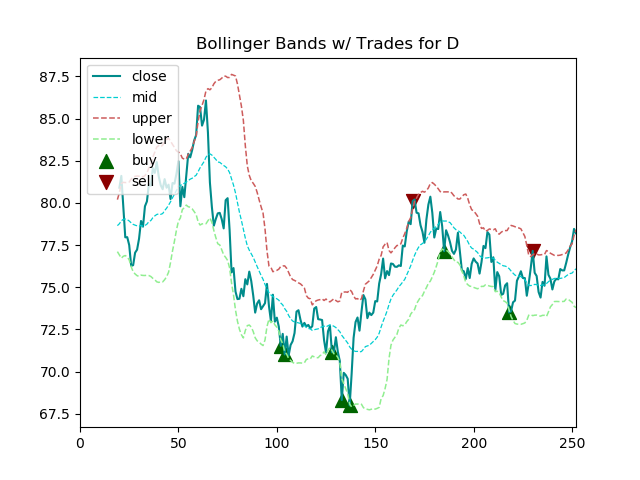 Bollinger Bands w/ Trades for D
close
mid
upper
lower
buy
sell
87.5
85.0
82.5
80.0
77.5
75.0
72.5
70.0
67.5
0 50 100 150 200 250